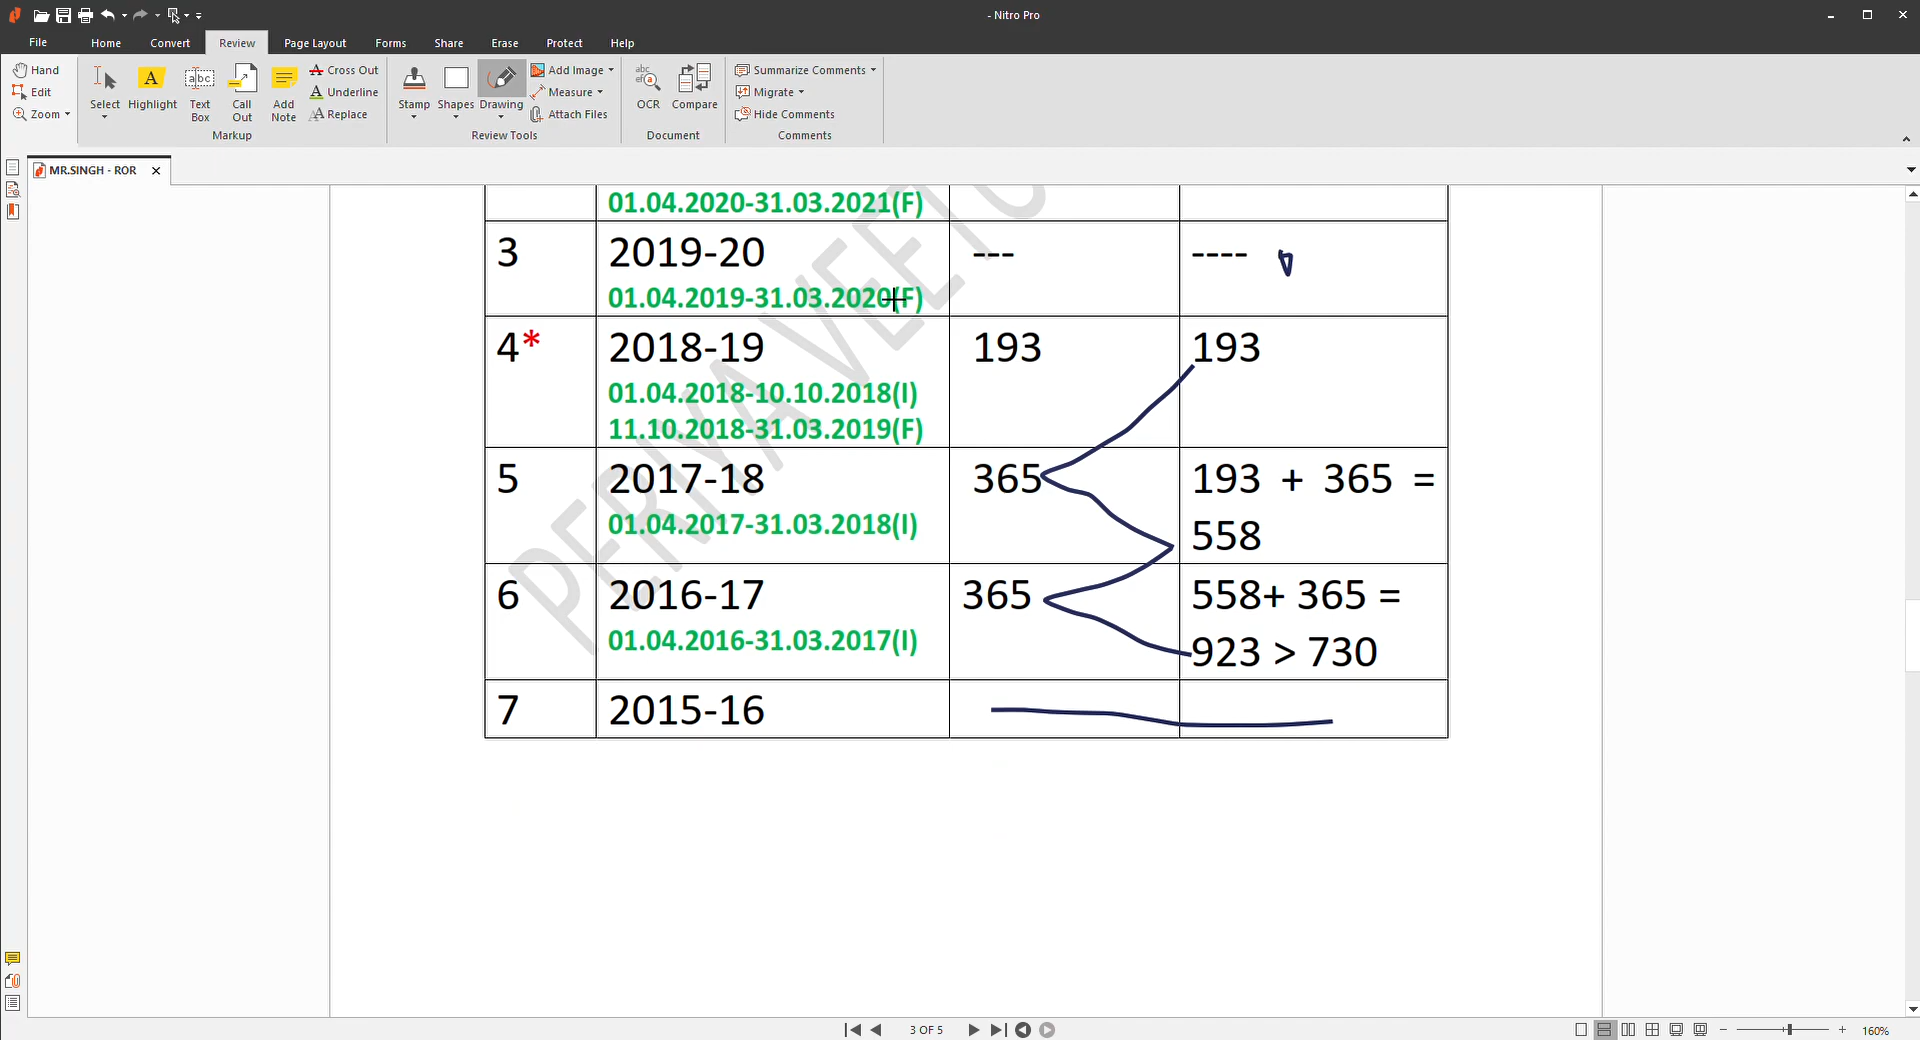 - Nitro Pro
File Home Convert Review Page Layout Forms Share Erase Protect Help
Hand
Edit
Zoom
Select
Highlight
Text
Box
Call
Out
Add
Note
Cross Out
Underline
Replace
Markup
Stamp
Shapes
Drawing
Add Image
Measure
Attach Files
Review Tools
OCR
Compare
Document
Summarize Comments
Migrate
Hide Comments
Comments
MR.SINGH - ROR
01.04.2020-31.03.2021(F)
3 2019-20 --- ----
01.04.2019-31.03.2020(F)
4* 2018-19 193 193
01.04.2018-10.10.2018(I)
11.10.2018-31.03.2019(F)
5 2017-18 365 193 + 365 =
01.04.2017-31.03.2018(I) 558
6 2016-17 365 558+ 365 =
01.04.2016-31.03.2017(I) 923 > 730
7 2015-16
3 OF 5
160%